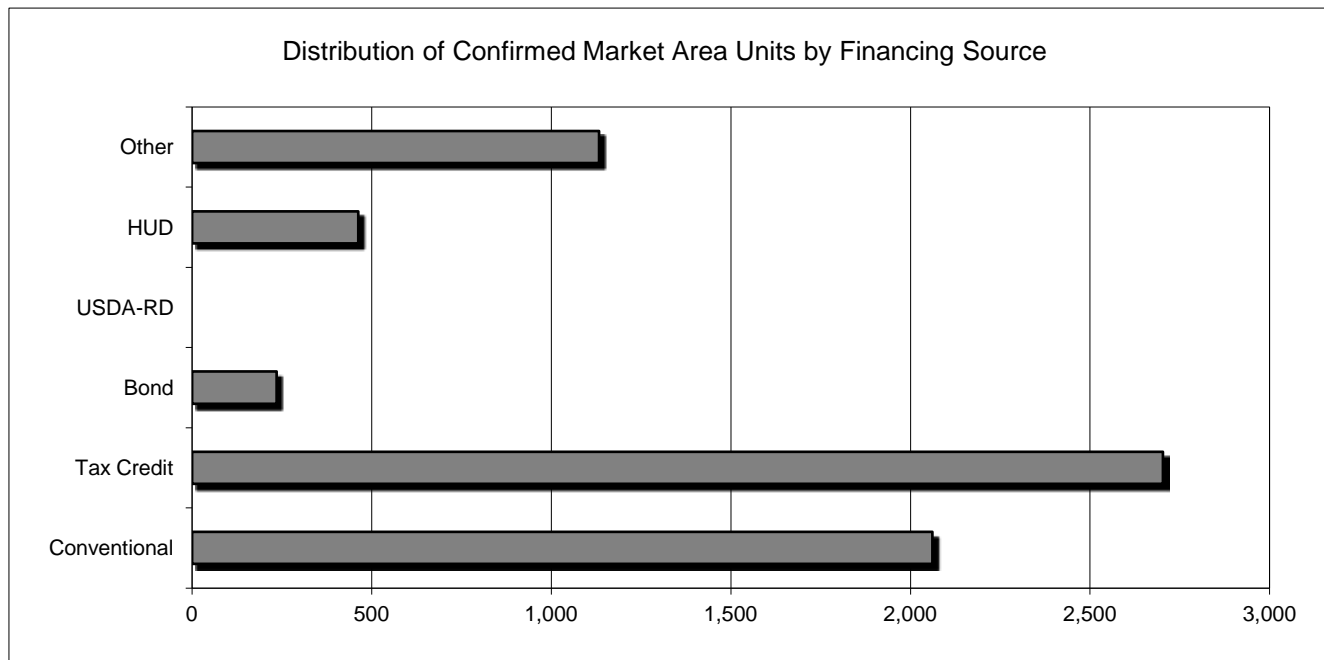 Distribution of Confirmed Market Area Units by Financing Source
Other
HUD
USDA-RD
Bond
Tax Credit
Conventional
0 500 1,000 1,500 2,000 2,500 3,000